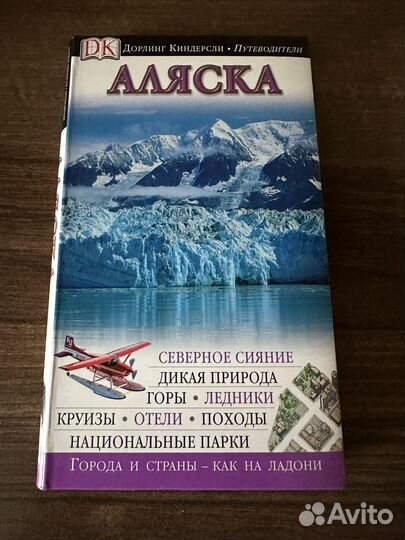 DK Дорлинг Киндерсли • Путеводители
АЛЯСКА
СЕВЕРНОЕ СИЯНИЕ
ДИКАЯ ПРИРОДА
ГОРЫ • ЛЕДНИКИ
КРУИЗЫ • ОТЕЛИ • ПОХОДЫ
НАЦИОНАЛЬНЫЕ ПАРКИ
Города и страны – как на ладони
Avito